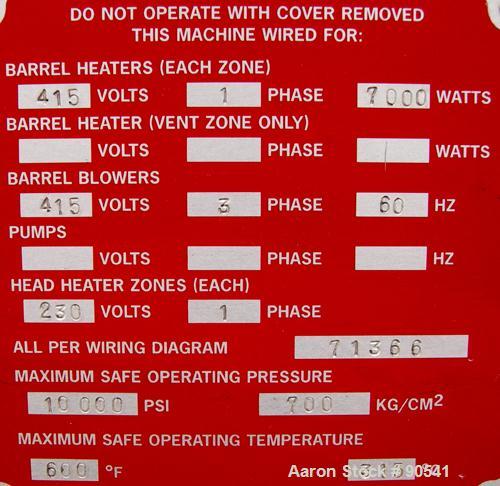 DO NOT OPERATE WITH COVER REMOVED
THIS MACHINE WIRED FOR:
BARREL HEATERS (EACH ZONE)
415 VOLTS 1 PHASE 7000 WATTS
BARREL HEATER (VENT ZONE ONLY)
VOLTS PHASE WATTS
BARREL BLOWERS
415 VOLTS 3 PHASE 60 HZ
PUMPS
VOLTS PHASE HZ
HEAD HEATER ZONES (EACH)
230 VOLTS 1 PHASE
ALL PER WIRING DIAGRAM 71366
MAXIMUM SAFE OPERATING PRESSURE
10000 PSI 700 KG/CM2
MAXIMUM SAFE OPERATING TEMPERATURE
600 °F
Aaron Stock # 90541